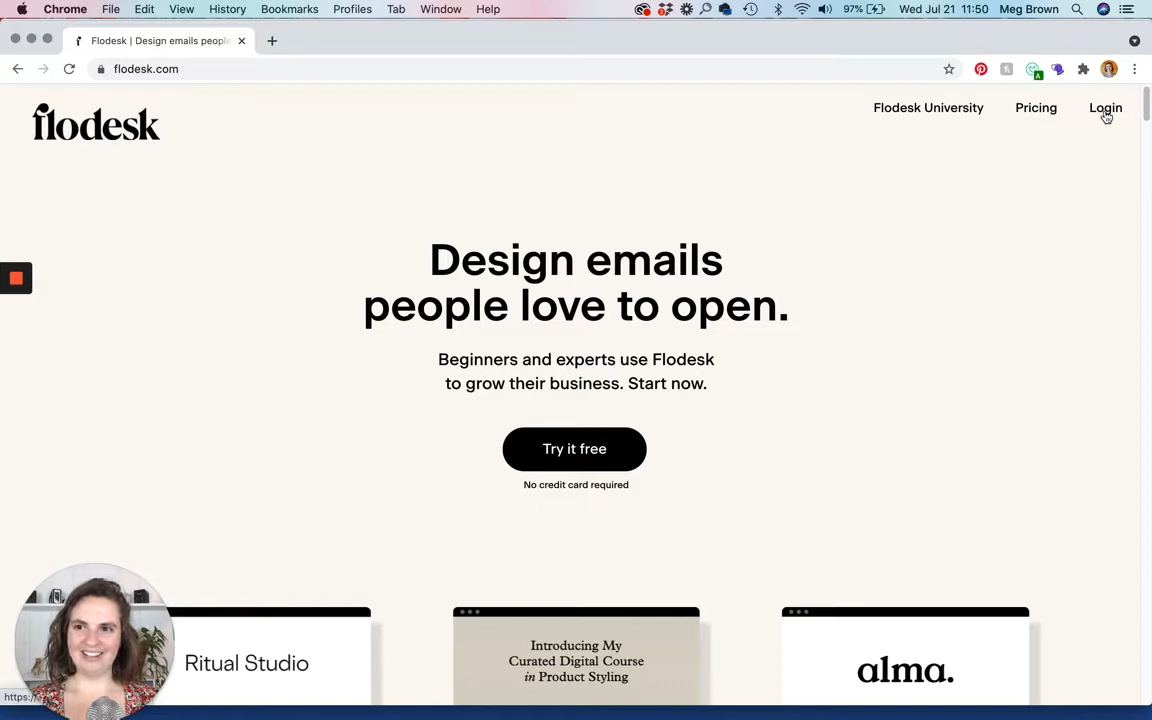 Chrome File Edit View History Bookmarks Profiles Tab Window Help 97% Wed Jul 21 11:50 Meg Brown
Flodesk | Design emails people
flodesk.com
flodesk
Flodesk University Pricing Login
Design emails
people love to open.
Beginners and experts use Flodesk
to grow their business. Start now.
Try it free
No credit card required
Ritual Studio
Introducing My
Curated Digital Course
in Product Styling
alma.
https://